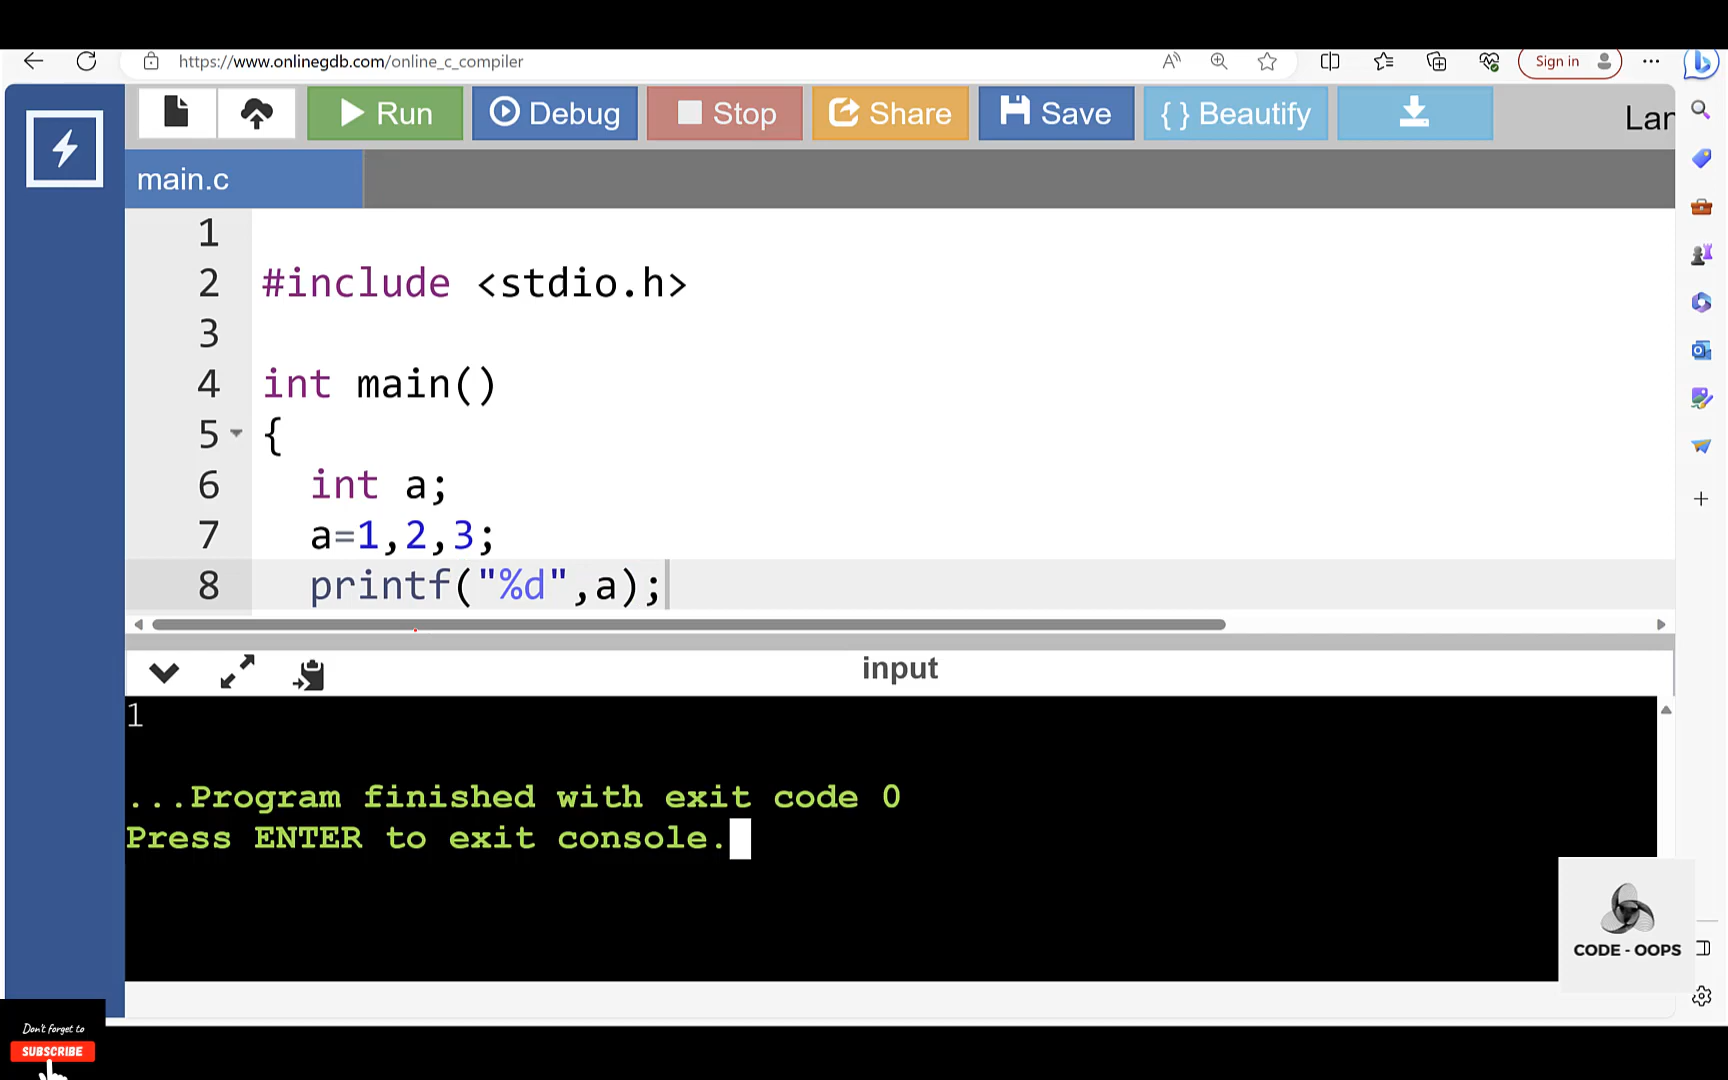 https://www.onlinegdb.com/online_c_compiler
Sign in
Run
Debug
Stop
Share
Save
{ } Beautify
Lan
main.c
1
2 #include <stdio.h>
3
4 int main()
5 {
6 int a;
7 a=1,2,3;
8 printf("%d",a);
input
1
...Program finished with exit code 0
Press ENTER to exit console.
CODE - OOPS
Don't forget to
SUBSCRIBE